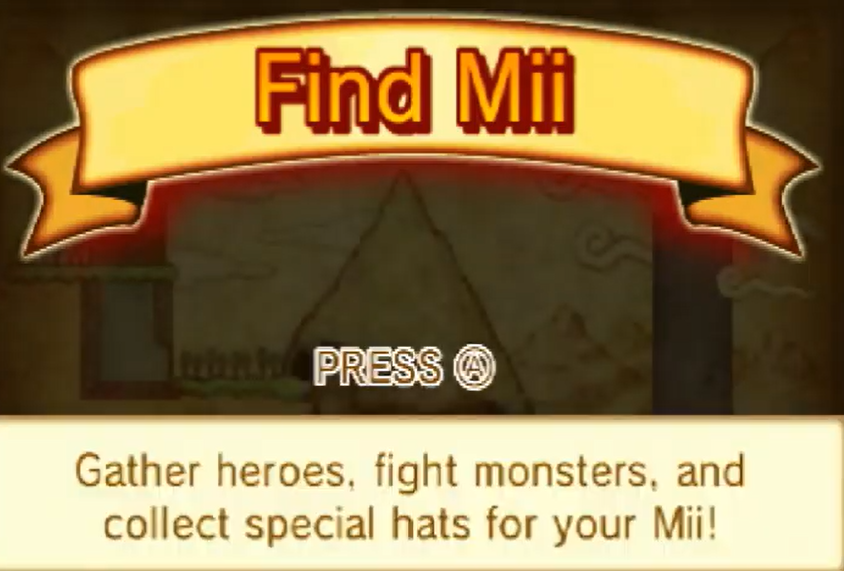 Find Mii
PRESS Ⓐ
Gather heroes, fight monsters, and
collect special hats for your Mii!